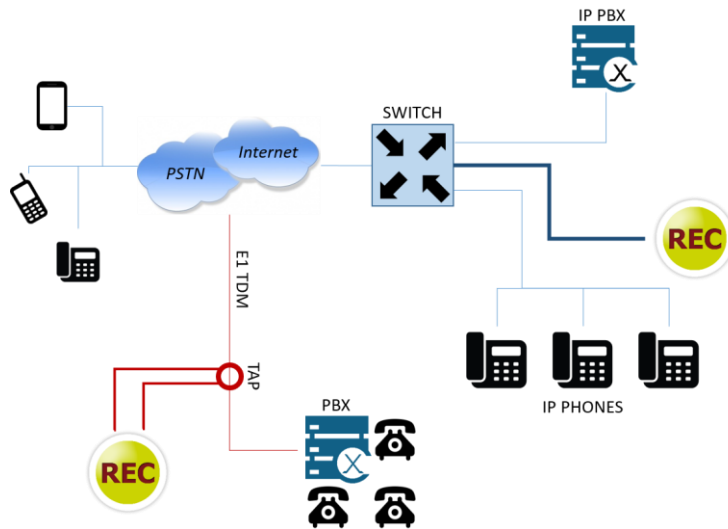 IP PBX
SWITCH
Internet
PSTN
REC
E1 TDM
TAP
IP PHONES
PBX
REC